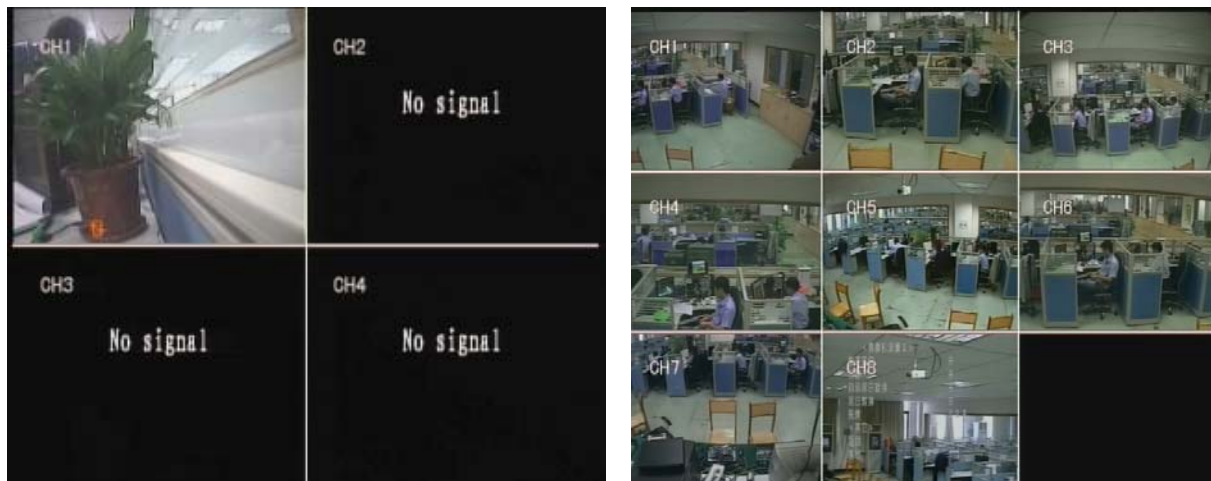 CH1
CH2
No signal
CH3
No signal
CH4
No signal
CH1
CH2
CH3
CH4
CH5
CH6
CH7
CH8